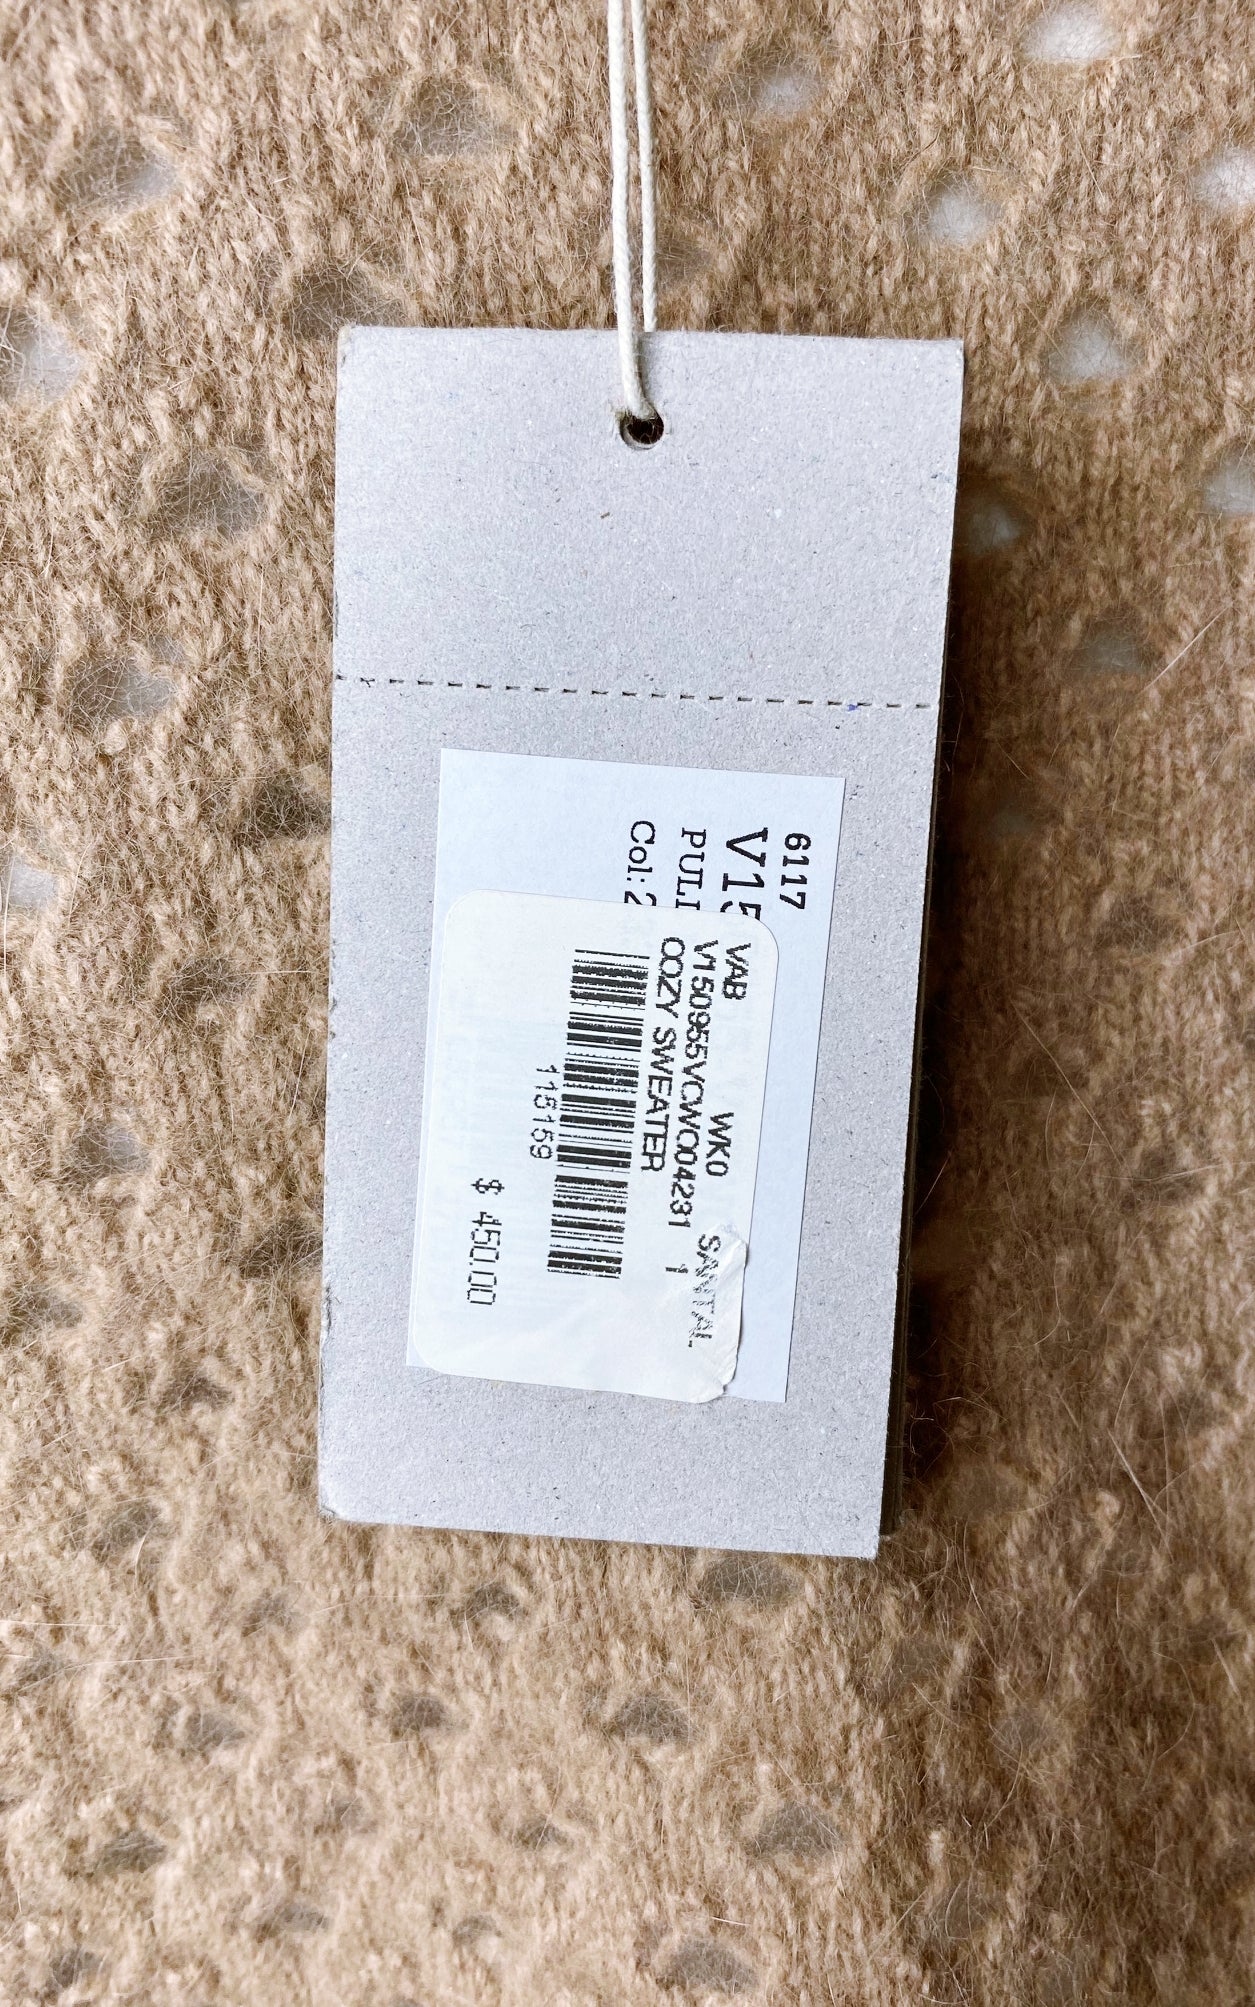 6117
V15
PULL
Col: 2
VAB WK0 SANTAL
V150955VCWC04231 1
COZY SWEATER
115159
$ 450.00